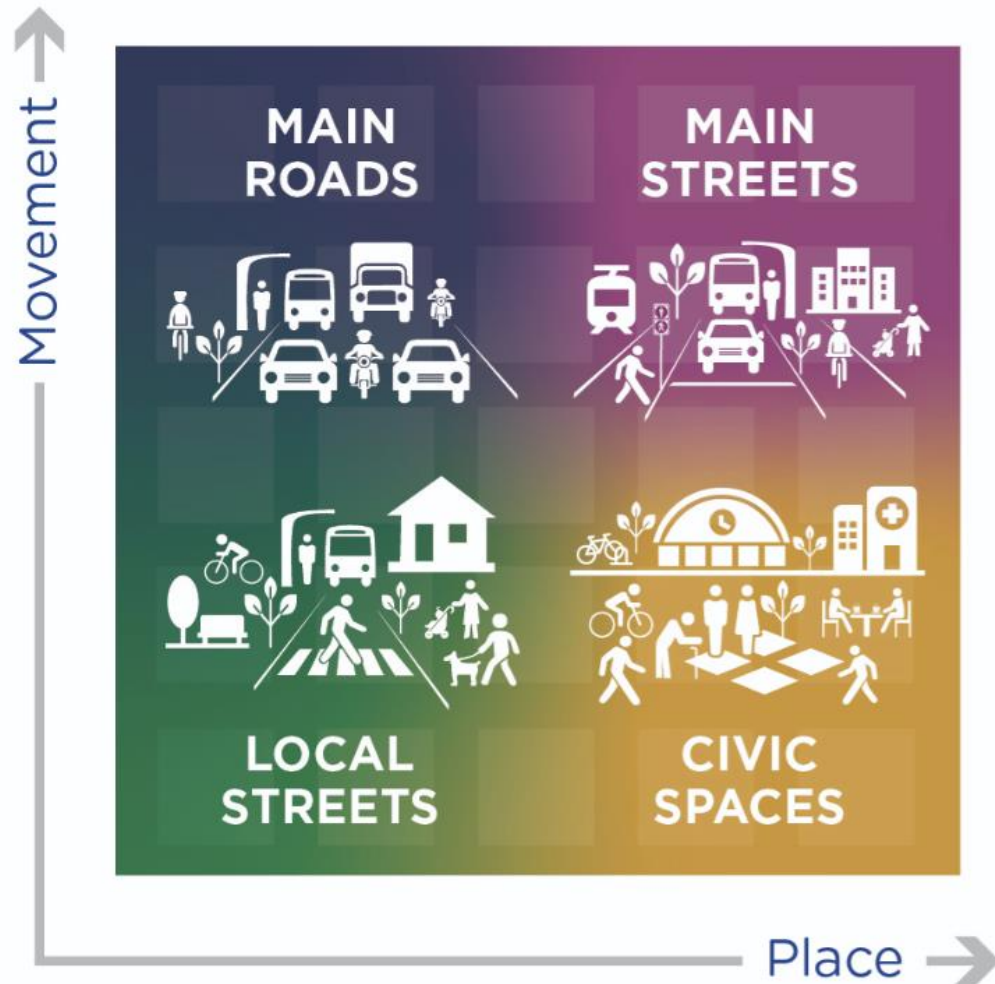 Movement
MAIN
ROADS
MAIN
STREETS
LOCAL
STREETS
CIVIC
SPACES
Place